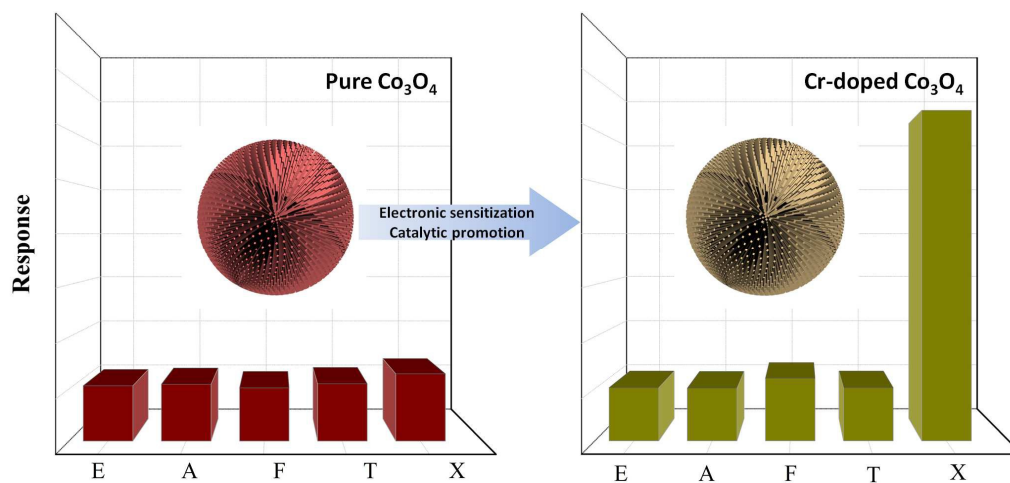 Pure Co₃O₄
Cr-doped Co₃O₄
Electronic sensitization
Catalytic promotion
Response
E A F T X
E A F T X